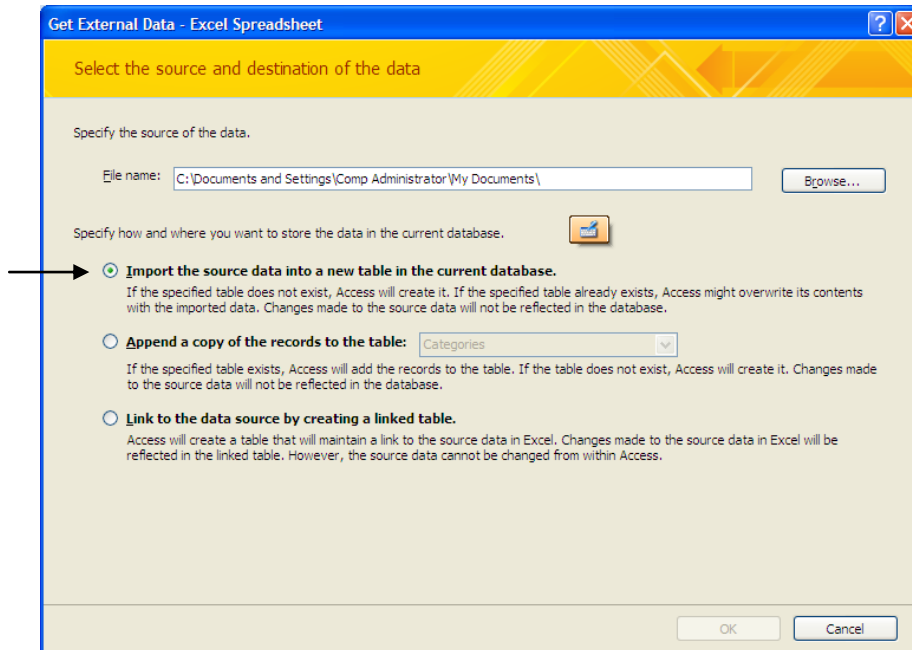 Get External Data - Excel Spreadsheet
Select the source and destination of the data
Specify the source of the data.
File name: C:\Documents and Settings\Comp Administrator\My Documents\ Browse...
Specify how and where you want to store the data in the current database.
Import the source data into a new table in the current database.
If the specified table does not exist, Access will create it. If the specified table already exists, Access might overwrite its contents
with the imported data. Changes made to the source data will not be reflected in the database.
Append a copy of the records to the table: Categories
If the specified table exists, Access will add the records to the table. If the table does not exist, Access will create it. Changes made
to the source data will not be reflected in the database.
Link to the data source by creating a linked table.
Access will create a table that will maintain a link to the source data in Excel. Changes made to the source data in Excel will be
reflected in the linked table. However, the source data cannot be changed from within Access.
OK Cancel